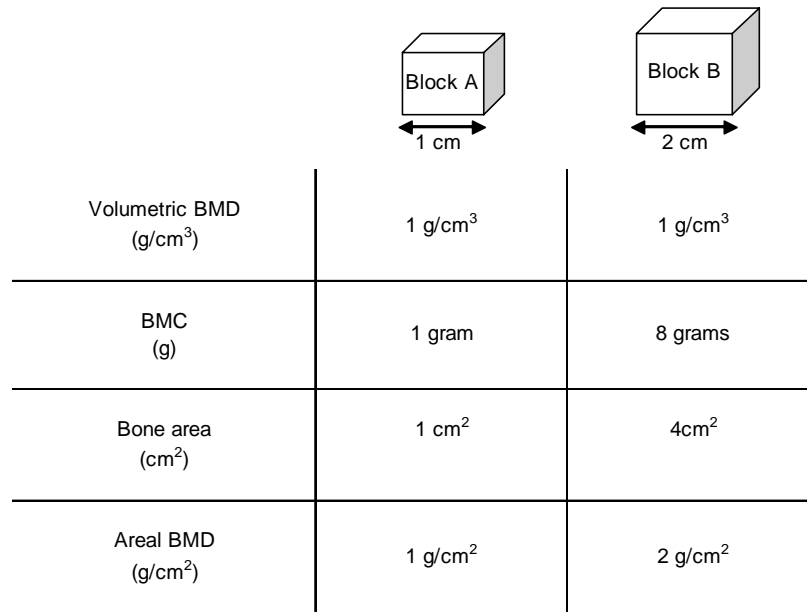 Block A
Block B
1 cm
2 cm
Volumetric BMD
(g/cm³)
1 g/cm³
1 g/cm³
BMC
(g)
1 gram
8 grams
Bone area
(cm²)
1 cm²
4cm²
Areal BMD
(g/cm²)
1 g/cm²
2 g/cm²